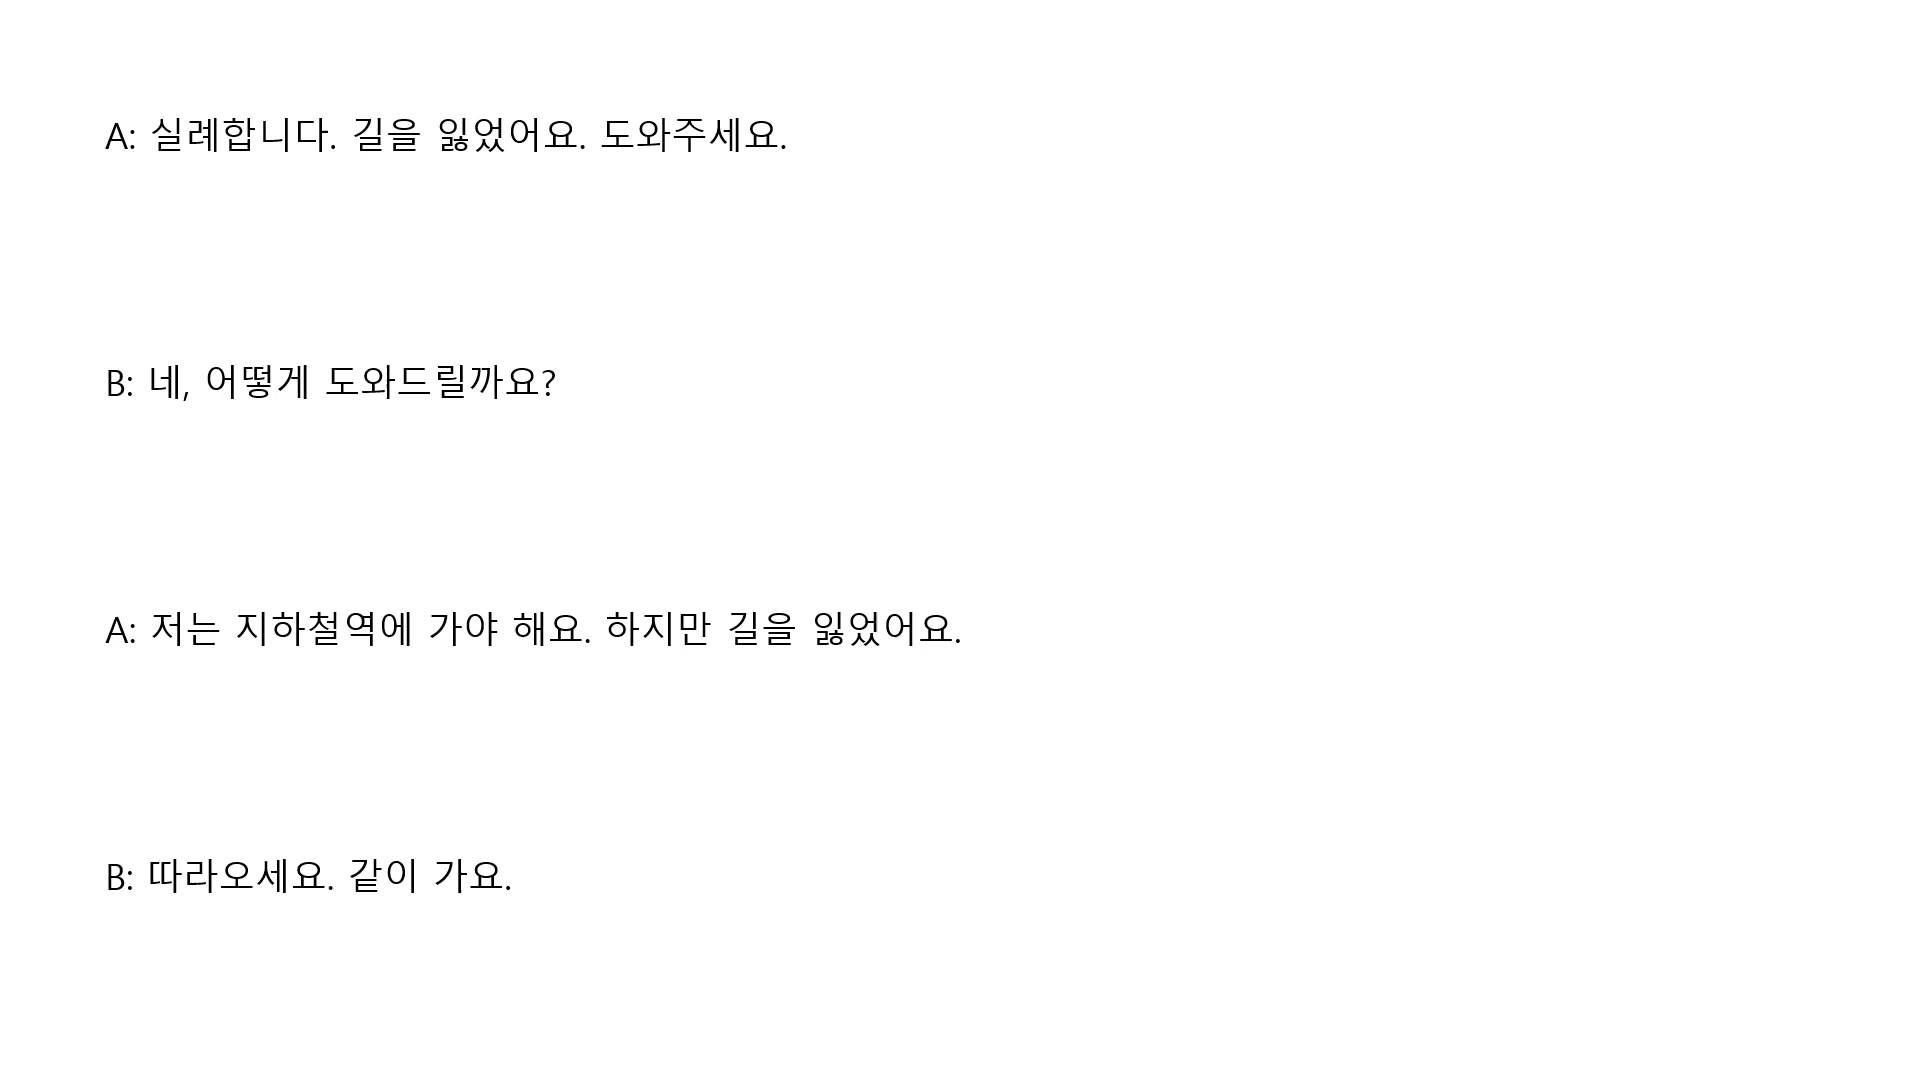 A: 실례합니다. 길을 잃었어요. 도와주세요.
B: 네, 어떻게 도와드릴까요?
A: 저는 지하철역에 가야 해요. 하지만 길을 잃었어요.
B: 따라오세요. 같이 가요.